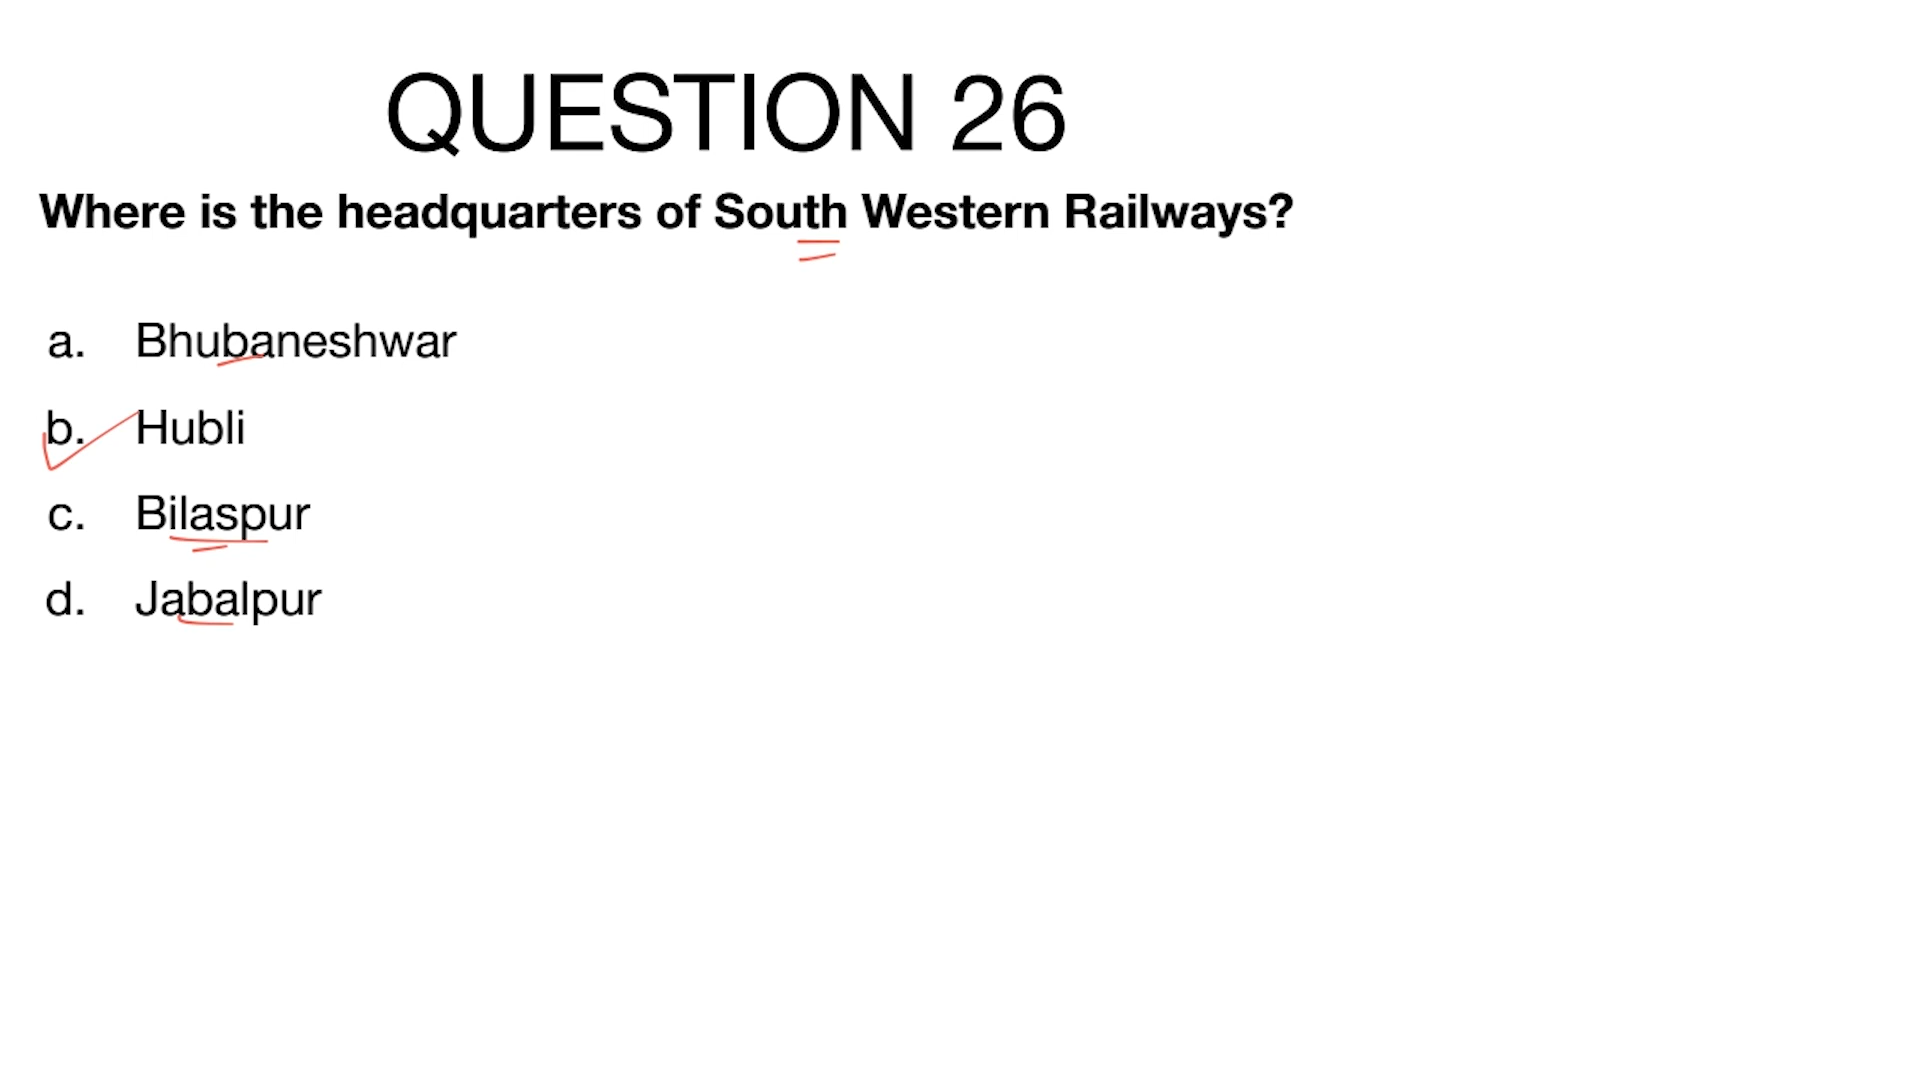 QUESTION 26
Where is the headquarters of South Western Railways?
a. Bhubaneshwar
b. Hubli
c. Bilaspur
d. Jabalpur